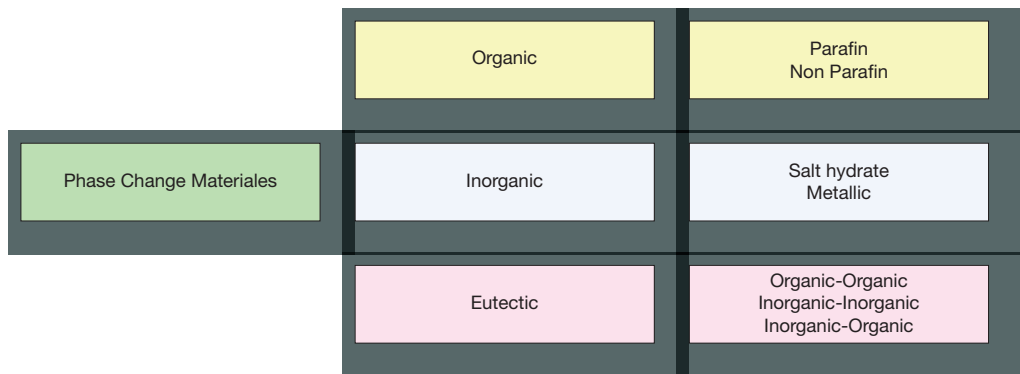 Organic
Parafin
Non Parafin
Phase Change Materiales
Inorganic
Salt hydrate
Metallic
Eutectic
Organic-Organic
Inorganic-Inorganic
Inorganic-Organic